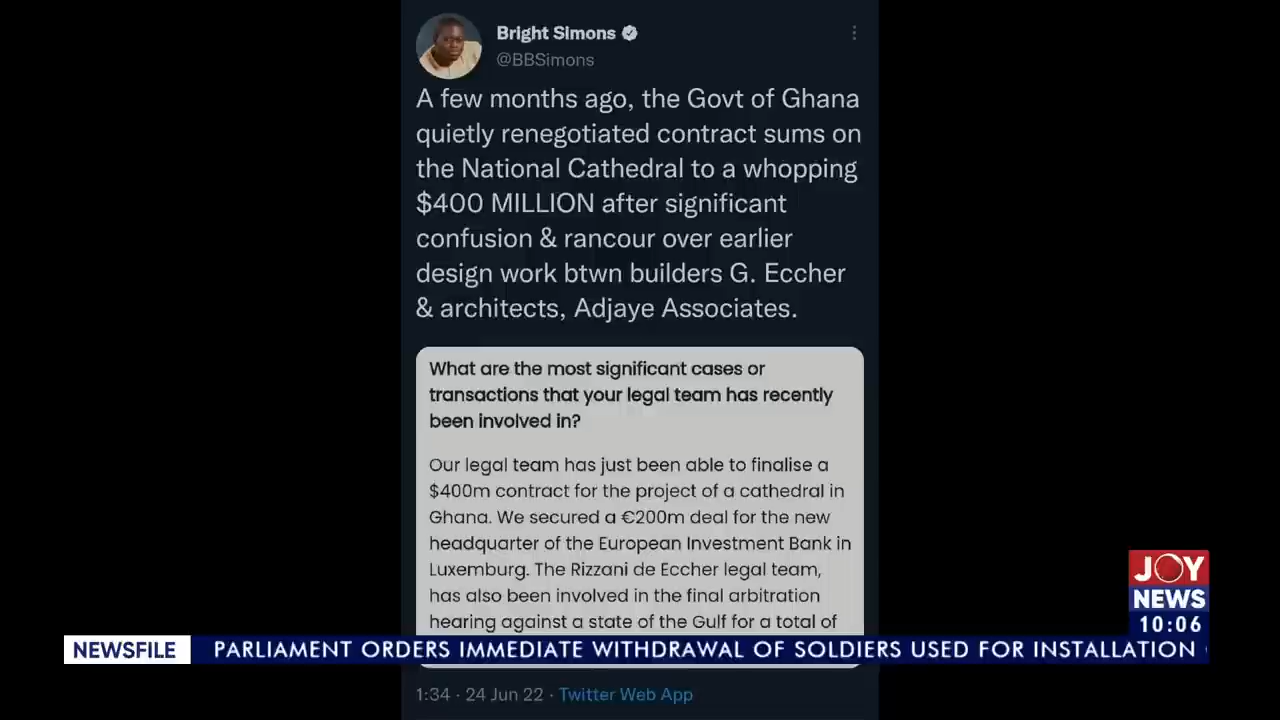 Bright Simons
@BBSimons
A few months ago, the Govt of Ghana
quietly renegotiated contract sums on
the National Cathedral to a whopping
$400 MILLION after significant
confusion & rancour over earlier
design work btwn builders G. Eccher
& architects, Adjaye Associates.
What are the most significant cases or
transactions that your legal team has recently
been involved in?
Our legal team has just been able to finalise a
$400m contract for the project of a cathedral in
Ghana. We secured a €200m deal for the new
headquarter of the European Investment Bank in
Luxemburg. The Rizzani de Eccher legal team,
has also been involved in the final arbitration
hearing against a state of the Gulf for a total of
JOY
NEWS
10:06
NEWSFILE PARLIAMENT ORDERS IMMEDIATE WITHDRAWAL OF SOLDIERS USED FOR INSTALLATION
1:34 · 24 Jun 22 · Twitter Web App